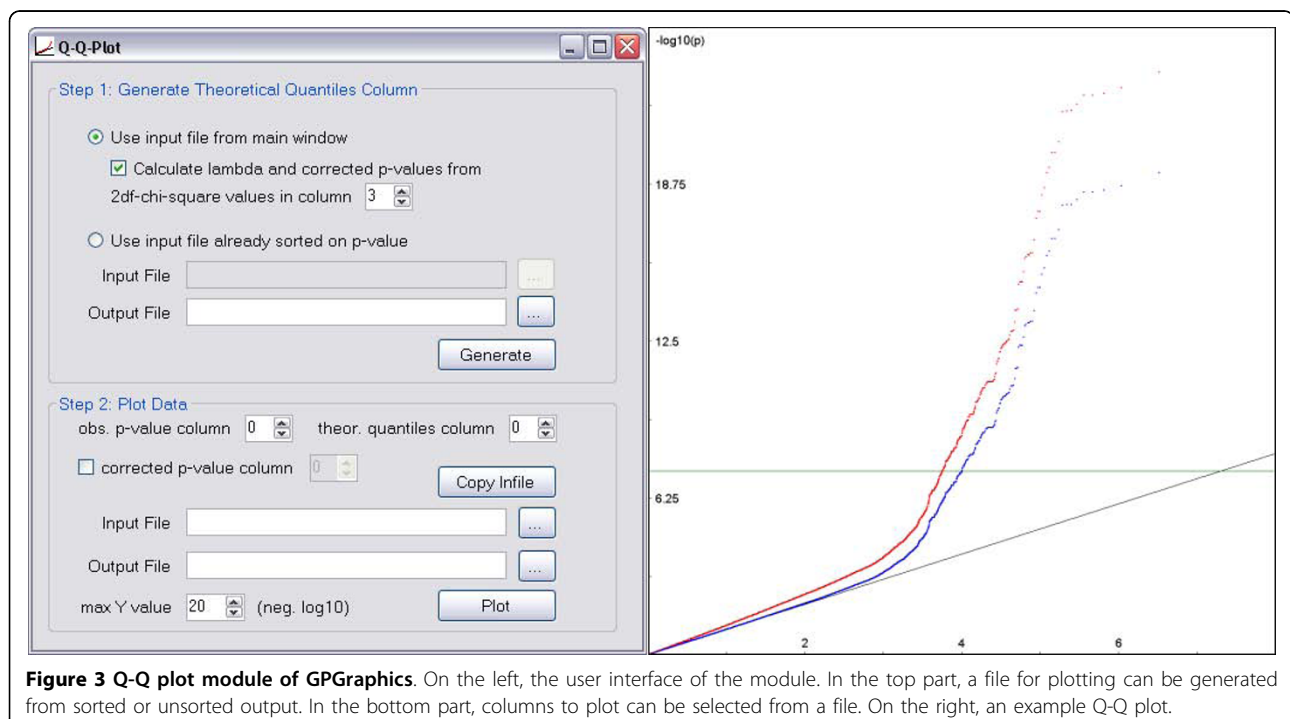 Q-Q-Plot
Step 1: Generate Theoretical Quantiles Column
Use input file from main window
Calculate lambda and corrected p-values from
2df-chi-square values in column 3
Use input file already sorted on p-value
Input File ...
Output File ...
Generate
Step 2: Plot Data
obs. p-value column 0 theor. quantiles column 0
corrected p-value column 0
Copy Infile
Input File ...
Output File ...
max Y value 20 (neg. log10) Plot
-log10(p)
18.75
12.5
6.25
2 4 6
Figure 3 Q-Q plot module of GPGraphics. On the left, the user interface of the module. In the top part, a file for plotting can be generated
from sorted or unsorted output. In the bottom part, columns to plot can be selected from a file. On the right, an example Q-Q plot.